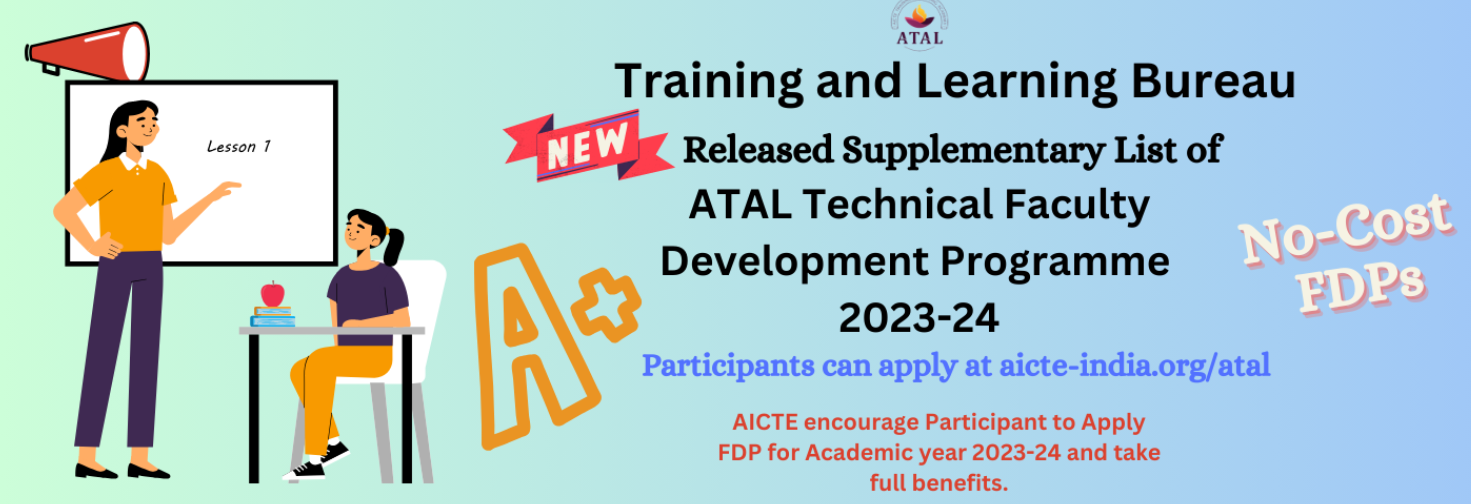 ATAL
Training and Learning Bureau
NEW
Released Supplementary List of
ATAL Technical Faculty
Development Programme
2023-24
Participants can apply at aicte-india.org/atal
AICTE encourage Participant to Apply
FDP for Academic year 2023-24 and take
full benefits.
No-Cost
FDPs
Lesson 1
A+